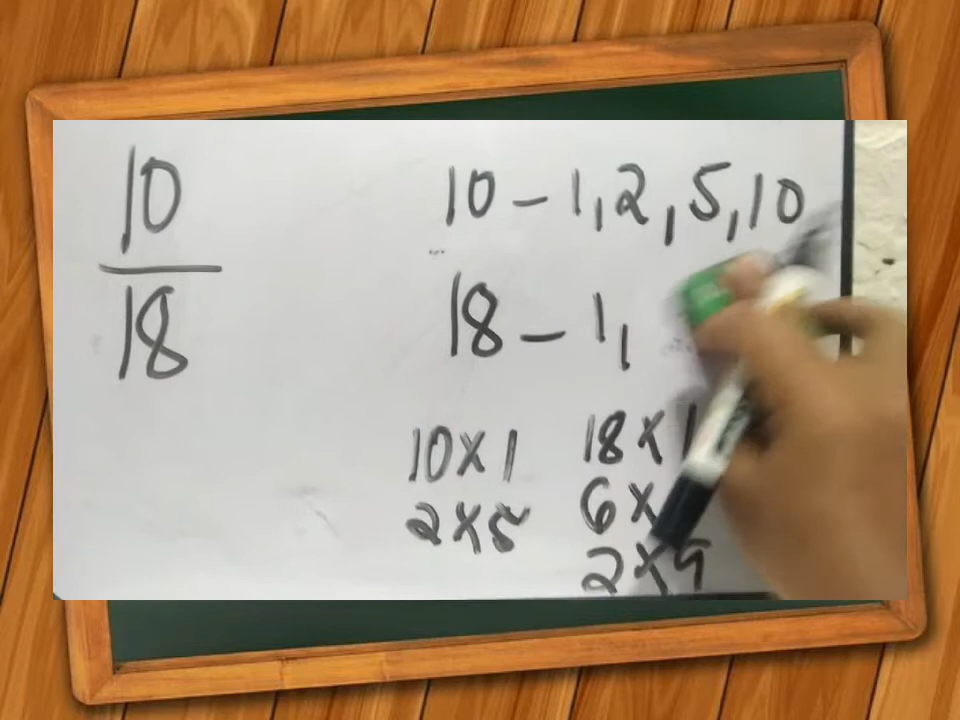 10
18
10 - 1, 2, 5, 10
18 - 1,
10 x 1
2 x 5
18 x 1
6 x
2 x 9